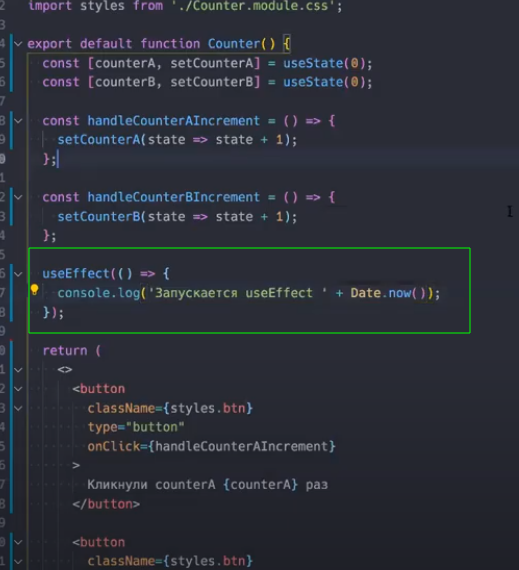 import styles from './Counter.module.css';
export default function Counter() {
const [counterA, setCounterA] = useState(0);
const [counterB, setCounterB] = useState(0);
const handleCounterAIncrement = () => {
setCounterA(state => state + 1);
};
const handleCounterBIncrement = () => {
setCounterB(state => state + 1);
};
useEffect(() => {
console.log('Запускается useEffect ' + Date.now());
});
return (
<>
<button
className={styles.btn}
type="button"
onClick={handleCounterAIncrement}
>
Кликнули counterA {counterA} раз
</button>
<button
className={styles.btn}